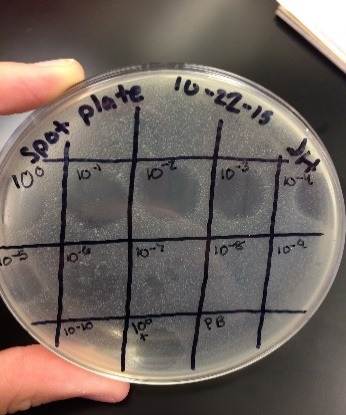 spot plate 10-22-15
JH
10⁰ 10⁻¹ 10⁻² 10⁻³ 10⁻⁴
10⁻⁵ 10⁻⁶ 10⁻⁷ 10⁻⁸ 10⁻⁹
10⁻¹⁰ 10⁰ PB
+